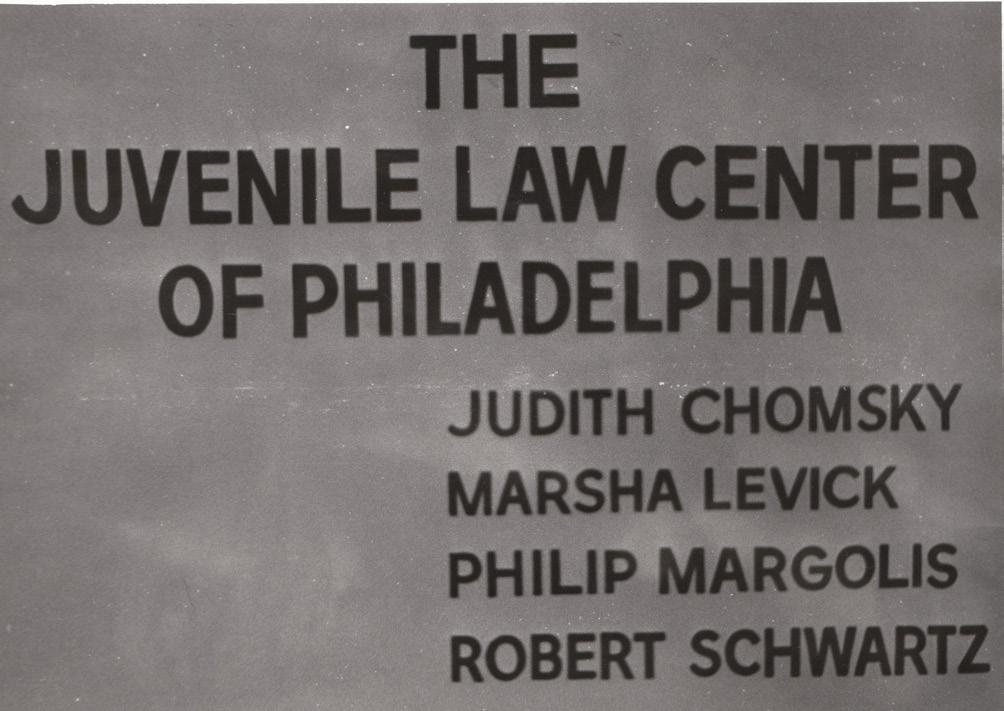 THE
JUVENILE LAW CENTER
OF PHILADELPHIA
JUDITH CHOMSKY
MARSHA LEVICK
PHILIP MARGOLIS
ROBERT SCHWARTZ